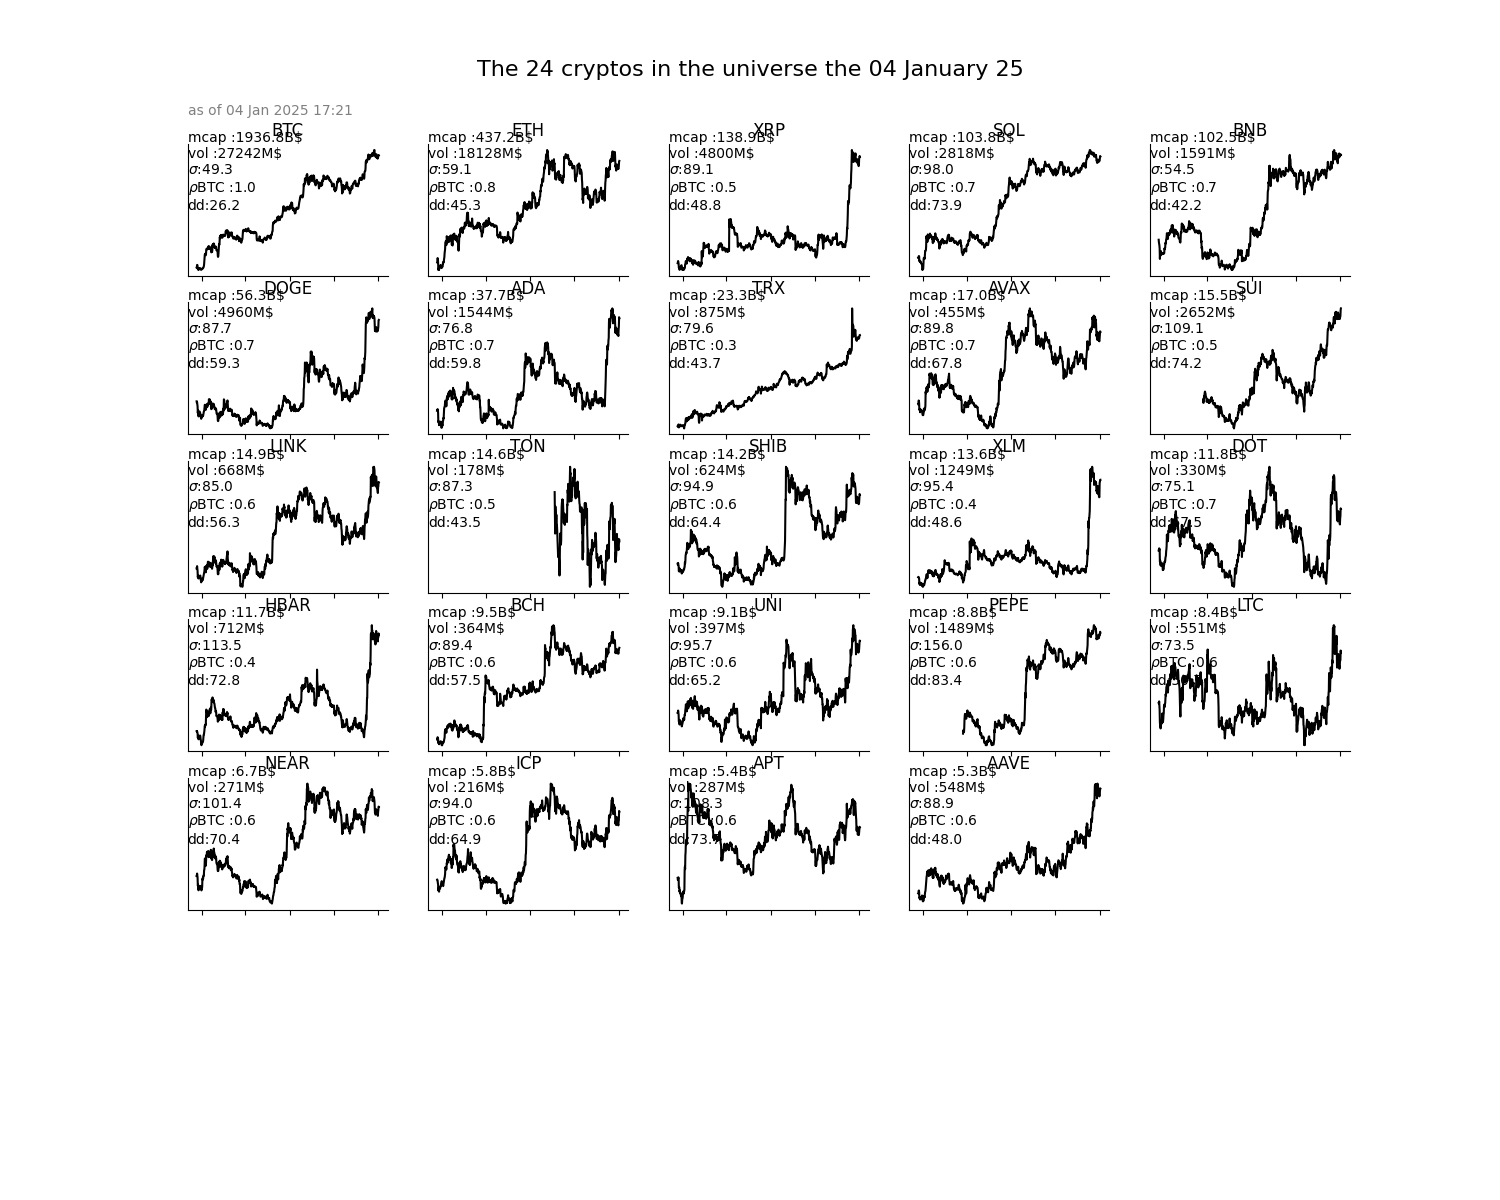 The 24 cryptos in the universe the 04 January 25
as of 04 Jan 2025 17:21
BTC
mcap :1936.8B$
vol :27242M$
σ:49.3
ρBTC :1.0
dd:26.2
ETH
mcap :437.2B$
vol :18128M$
σ:59.1
ρBTC :0.8
dd:45.3
XRP
mcap :138.9B$
vol :4800M$
σ:89.1
ρBTC :0.5
dd:48.8
SOL
mcap :103.8B$
vol :2818M$
σ:98.0
ρBTC :0.7
dd:73.9
BNB
mcap :102.5B$
vol :1591M$
σ:54.5
ρBTC :0.7
dd:42.2
DOGE
mcap :56.3B$
vol :4960M$
σ:87.7
ρBTC :0.7
dd:59.3
ADA
mcap :37.7B$
vol :1544M$
σ:76.8
ρBTC :0.7
dd:59.8
TRX
mcap :23.3B$
vol :875M$
σ:79.6
ρBTC :0.3
dd:43.7
AVAX
mcap :17.0B$
vol :455M$
σ:89.8
ρBTC :0.7
dd:67.8
SUI
mcap :15.5B$
vol :2652M$
σ:109.1
ρBTC :0.5
dd:74.2
LINK
mcap :14.9B$
vol :668M$
σ:85.0
ρBTC :0.6
dd:56.3
TON
mcap :14.6B$
vol :178M$
σ:87.3
ρBTC :0.5
dd:43.5
SHIB
mcap :14.2B$
vol :624M$
σ:94.9
ρBTC :0.6
dd:64.4
XLM
mcap :13.6B$
vol :1249M$
σ:95.4
ρBTC :0.4
dd:48.6
DOT
mcap :11.8B$
vol :330M$
σ:75.1
ρBTC :0.7
HBAR
mcap :11.7B$
vol :712M$
σ:113.5
ρBTC :0.4
dd:72.8
BCH
mcap :9.5B$
vol :364M$
σ:89.4
ρBTC :0.6
dd:57.5
UNI
mcap :9.1B$
vol :397M$
σ:95.7
ρBTC :0.6
dd:65.2
PEPE
mcap :8.8B$
vol :1489M$
σ:156.0
ρBTC :0.6
dd:83.4
LTC
mcap :8.4B$
vol :551M$
σ:73.5
ρBTC :0.6
NEAR
mcap :6.7B$
vol :271M$
σ:101.4
ρBTC :0.6
dd:70.4
ICP
mcap :5.8B$
vol :216M$
σ:94.0
ρBTC :0.6
dd:64.9
APT
mcap :5.4B$
vol :287M$
σ:108.3
ρBTC :0.6
AAVE
mcap :5.3B$
vol :548M$
σ:88.9
ρBTC :0.6
dd:48.0